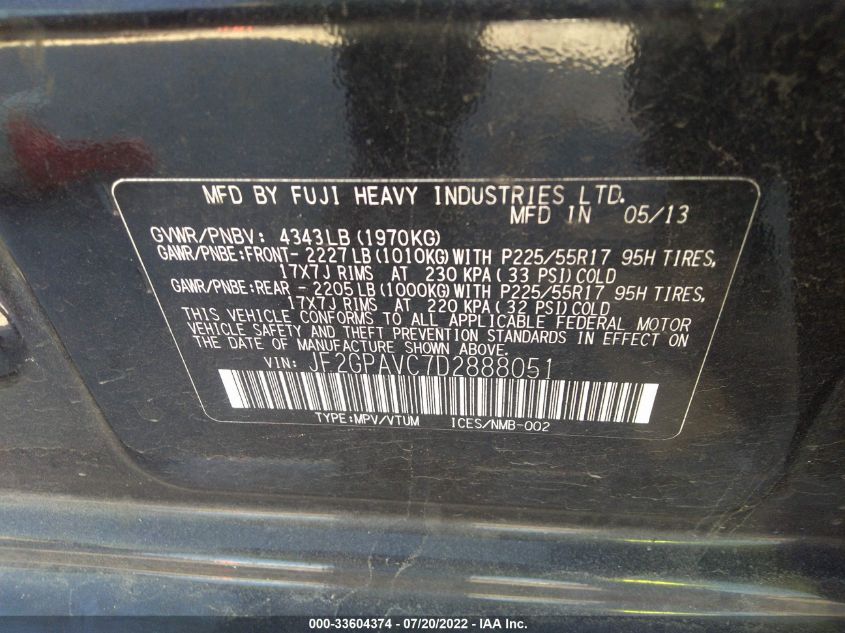 MFD BY FUJI HEAVY INDUSTRIES LTD.
MFD IN 05/13
GVWR/PNBV: 4343LB(1970KG)
GAWR/PNBE:FRONT- 2227LB(1010KG)WITH P225/55R17 95H TIRES,
17X7J RIMS AT 230 KPA(33 PSI)COLD
GAWR/PNBE:REAR - 2205LB(1000KG)WITH P225/55R17 95H TIRES,
17X7J RIMS AT 220 KPA(32 PSI)COLD
THIS VEHICLE CONFORMS TO ALL APPLICABLE FEDERAL MOTOR
VEHICLE SAFETY AND THEFT PREVENTION STANDARDS IN EFFECT ON
THE DATE OF MANUFACTURE SHOWN ABOVE.
VIN: JF2GPAVC7D2888051
TYPE:MPV/VTUM ICES/NMB-002
000-33604374 - 07/20/2022 - IAA Inc.